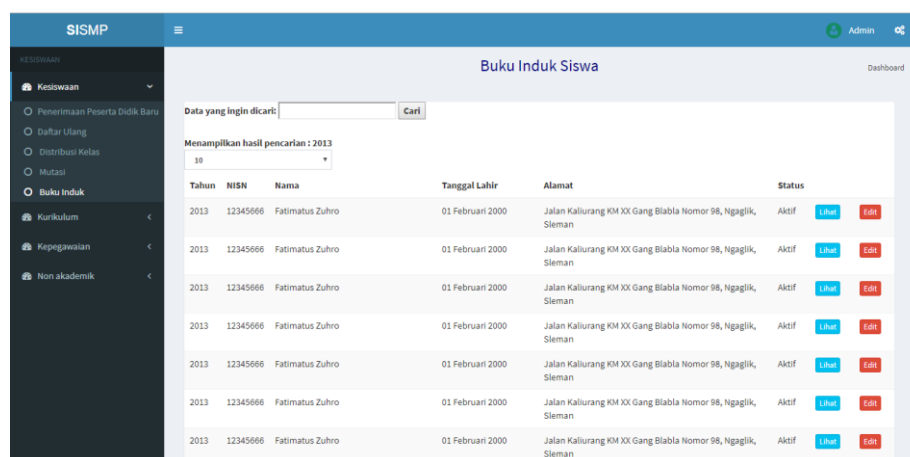 SISMP
Admin
KESISWAAN
Buku Induk Siswa
Dashboard
Kesiswaan
Penerimaan Peserta Didik Baru
Daftar Ulang
Distribusi Kelas
Mutasi
Buku Induk
Kurikulum
Kepegawaian
Non akademik
Data yang ingin dicari: Cari
Menampilkan hasil pencarian : 2013
10
Tahun NISN Nama Tanggal Lahir Alamat Status
2013 12345666 Fatimatus Zuhro 01 Februari 2000 Jalan Kaliurang KM XX Gang Blabla Nomor 98, Ngaglik, Aktif Lihat Edit
Sleman
2013 12345666 Fatimatus Zuhro 01 Februari 2000 Jalan Kaliurang KM XX Gang Blabla Nomor 98, Ngaglik, Aktif Lihat Edit
Sleman
2013 12345666 Fatimatus Zuhro 01 Februari 2000 Jalan Kaliurang KM XX Gang Blabla Nomor 98, Ngaglik, Aktif Lihat Edit
Sleman
2013 12345666 Fatimatus Zuhro 01 Februari 2000 Jalan Kaliurang KM XX Gang Blabla Nomor 98, Ngaglik, Aktif Lihat Edit
Sleman
2013 12345666 Fatimatus Zuhro 01 Februari 2000 Jalan Kaliurang KM XX Gang Blabla Nomor 98, Ngaglik, Aktif Lihat Edit
Sleman
2013 12345666 Fatimatus Zuhro 01 Februari 2000 Jalan Kaliurang KM XX Gang Blabla Nomor 98, Ngaglik, Aktif Lihat Edit
Sleman
2013 12345666 Fatimatus Zuhro 01 Februari 2000 Jalan Kaliurang KM XX Gang Blabla Nomor 98, Ngaglik, Aktif Lihat Edit
Sleman